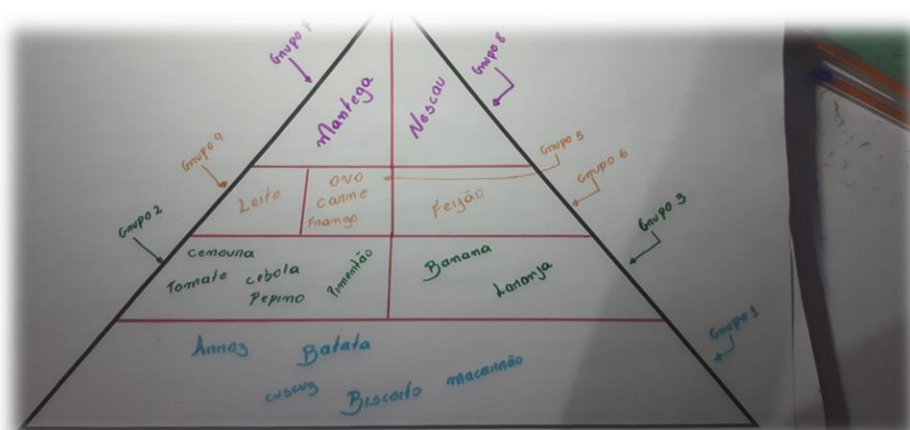 Grupo 7
Grupo 8
Mantega
Nescau
Grupo 4
Grupo 5
Grupo 6
Leite
ovo
carne
Frango
Feijão
Grupo 2
Grupo 3
cenoura
Tomate cebola Pimentão
Pepino
Banana
Laranja
Grupo 1
Arroz Batata
cuscuz Biscoito macarrão